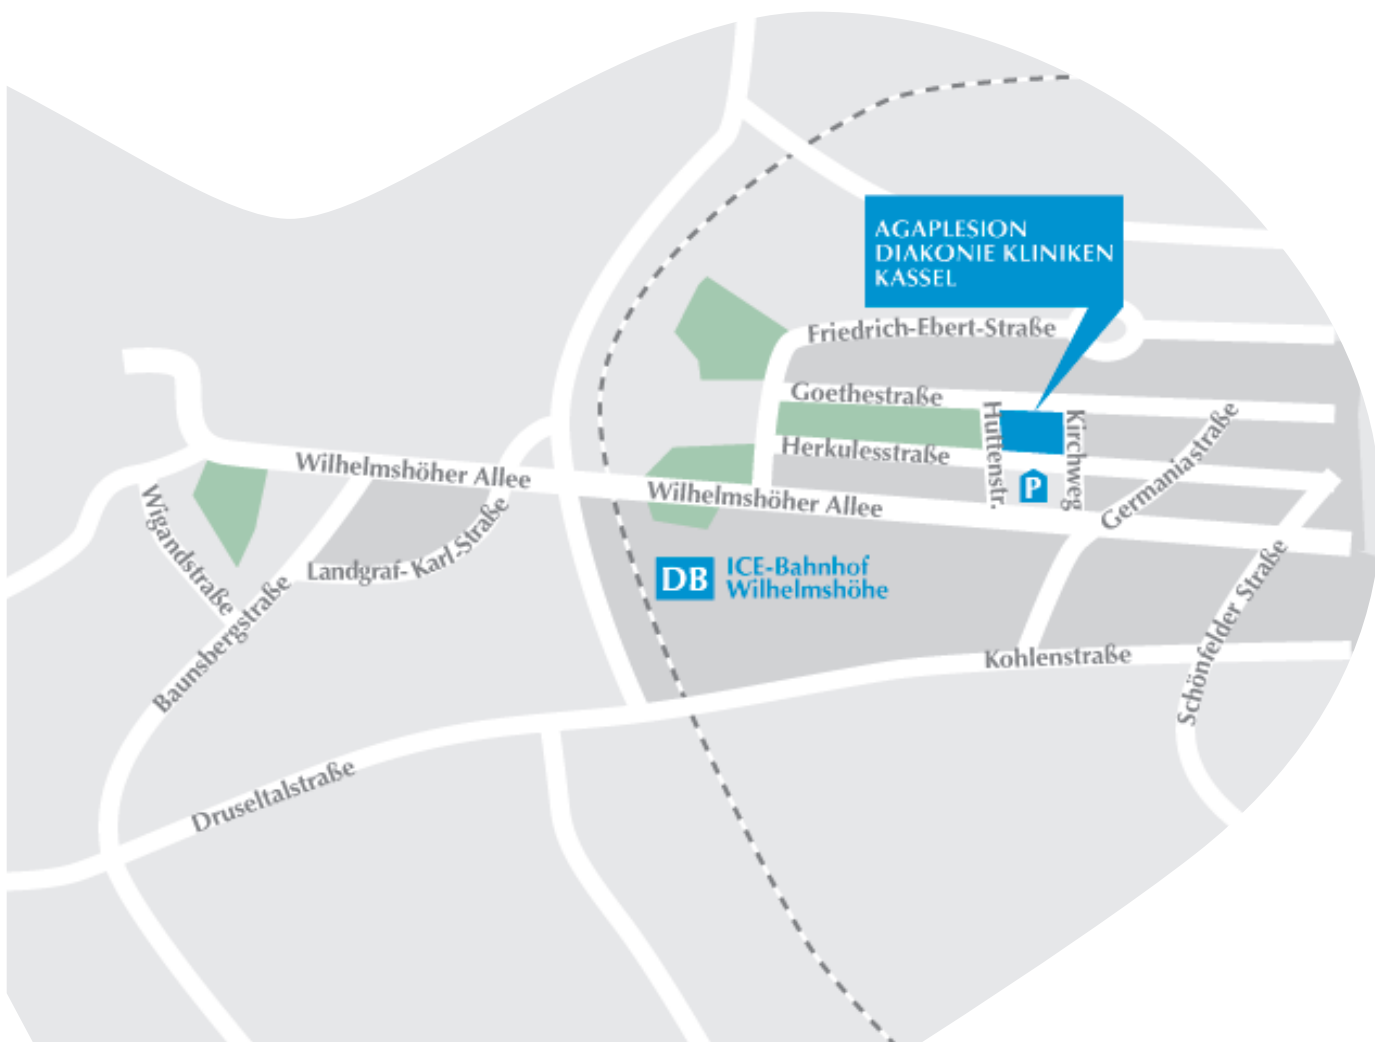 AGAPLESION
DIAKONIE KLINIKEN
KASSEL
Friedrich-Ebert-Straße
Goethestraße
Huttenstr.
Kirchweg
Germaniastraße
Herkulesstraße
Wilhelmshöher Allee
Wilhelmshöher Allee
P
Wigandstraße
Landgraf-Karl-Straße
Baunsbergstraße
DB
ICE-Bahnhof
Wilhelmshöhe
Schönfelder Straße
Kohlenstraße
Druseltalstraße